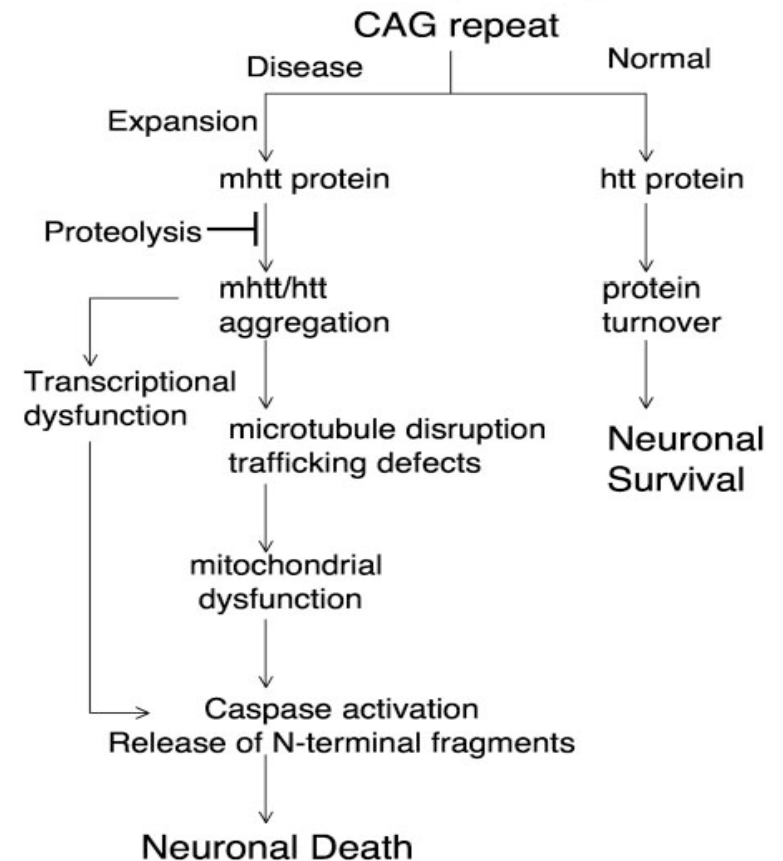 CAG repeat
Disease
Normal
Expansion
mhtt protein
htt protein
Proteolysis
mhtt/htt
aggregation
protein
turnover
Transcriptional
dysfunction
microtubule disruption
trafficking defects
Neuronal
Survival
mitochondrial
dysfunction
Caspase activation
Release of N-terminal fragments
Neuronal Death